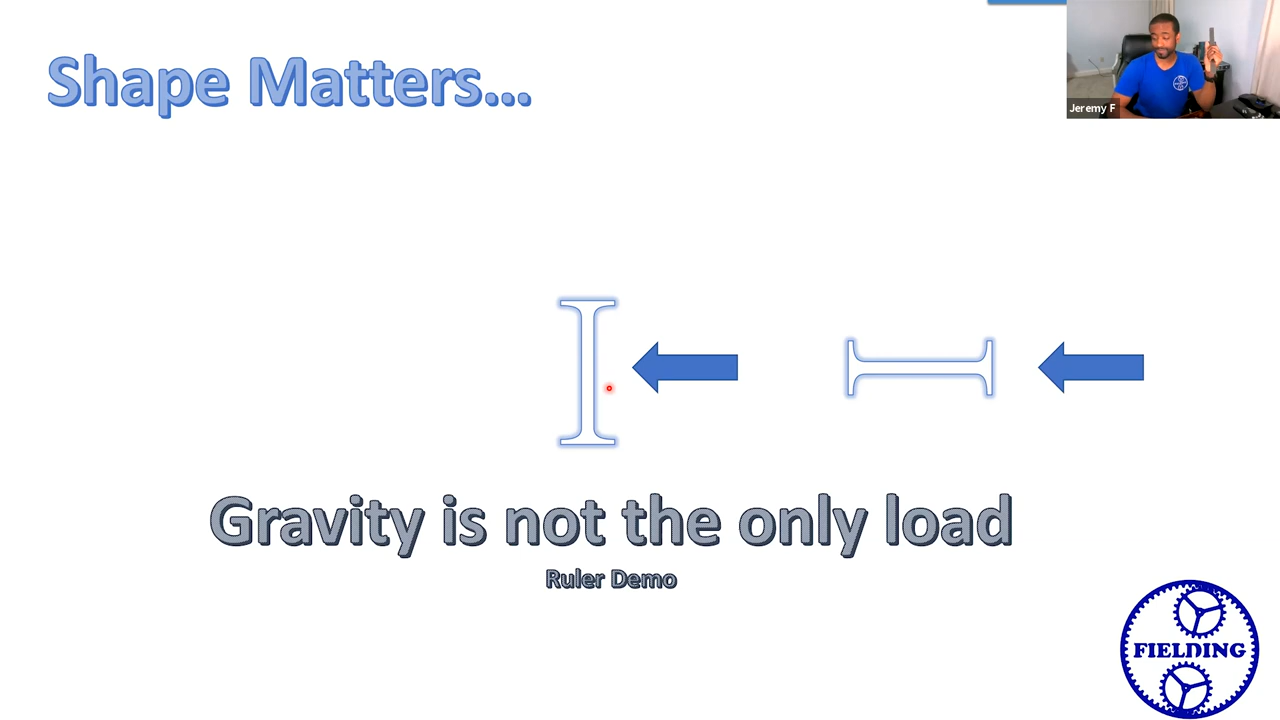 Shape Matters...
Jeremy F
Gravity is not the only load
Ruler Demo
FIELDING